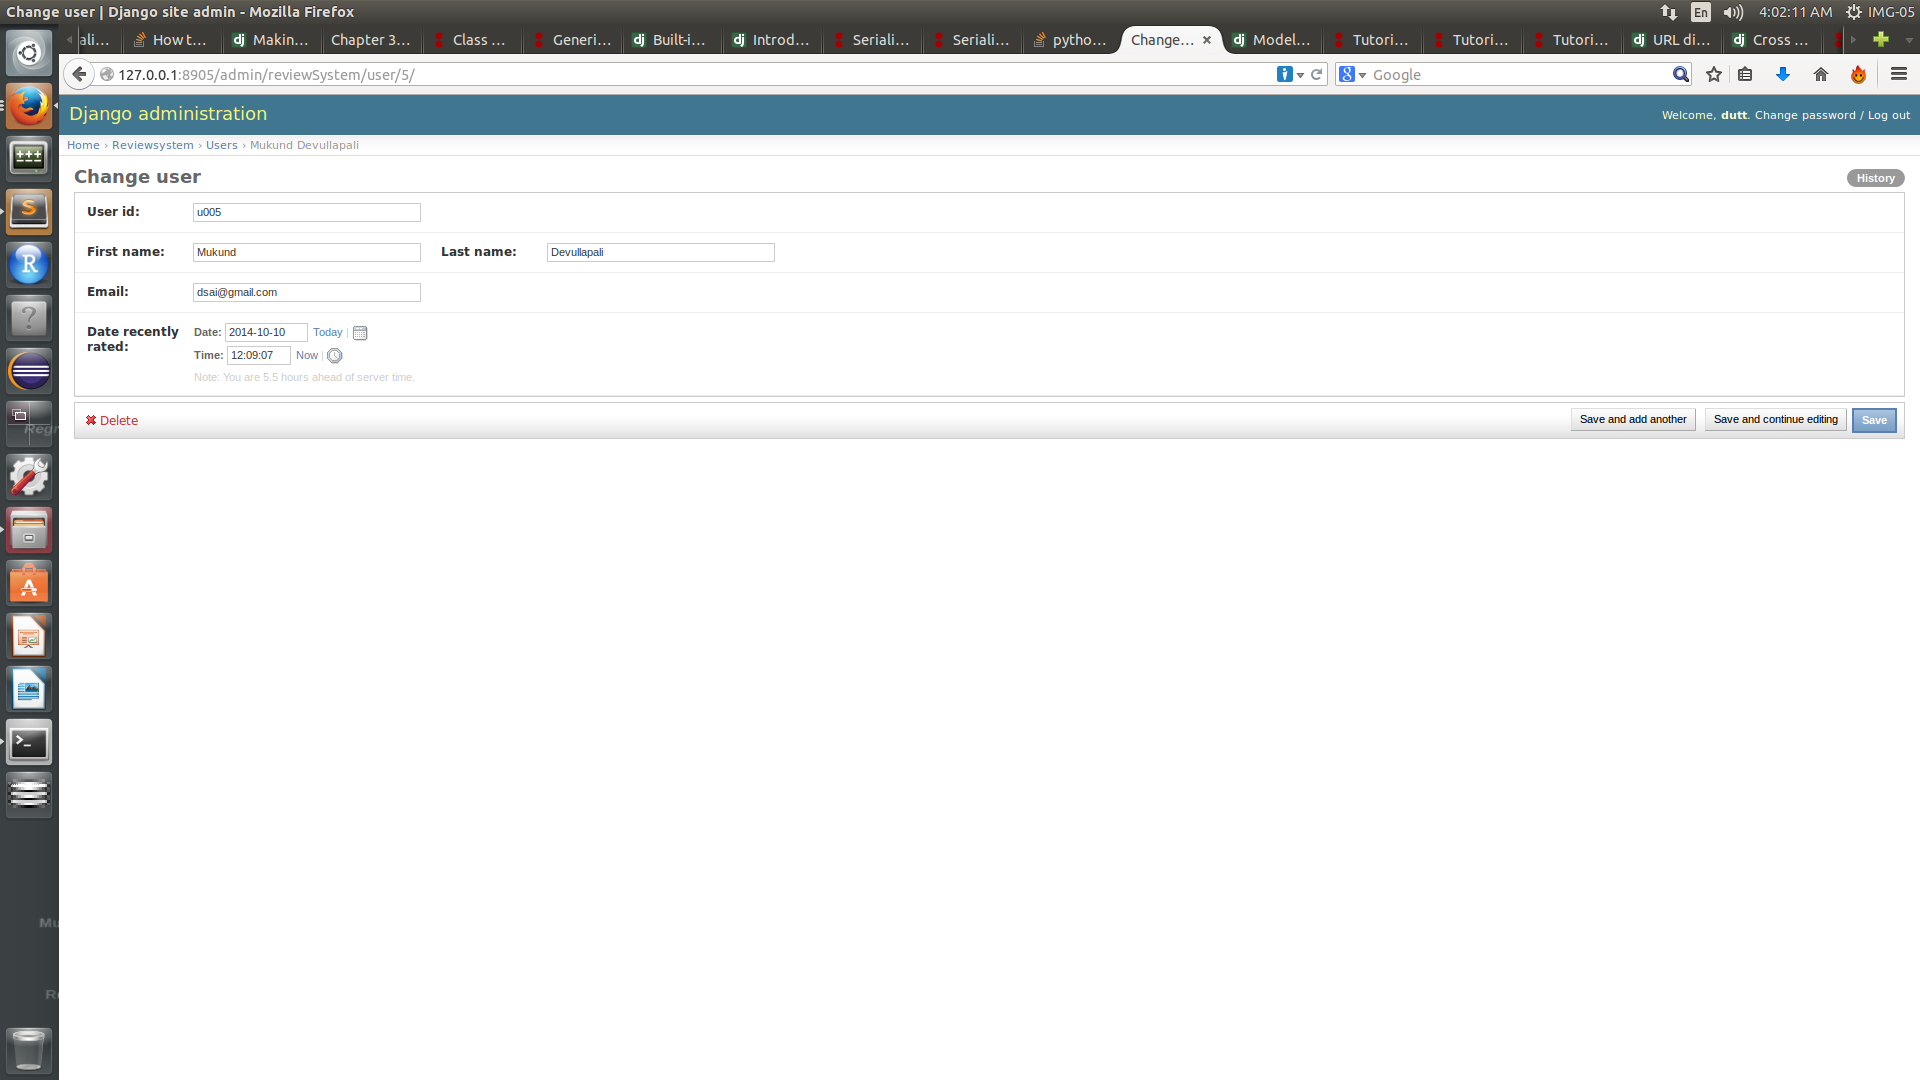 Change user | Django site admin - Mozilla Firefox
En
4:02:11 AM
IMG-05
ali...
How t...
Makin...
Chapter 3...
Class ...
Generi...
Built-i...
Introd...
Seriali...
Seriali...
pytho...
Change...
Model...
Tutori...
Tutori...
Tutori...
URL di...
Cross ...
127.0.0.1:8905/admin/reviewSystem/user/5/
Google
Django administration
Welcome, dutt. Change password / Log out
Home › Reviewsystem › Users › Mukund Devullapali
Change user
History
User id: u005
First name: Mukund Last name: Devullapali
Email: dsai@gmail.com
Date recently rated:
Date: 2014-10-10 Today |
Time: 12:09:07 Now |
Note: You are 5.5 hours ahead of server time.
Delete
Save and add another
Save and continue editing
Save